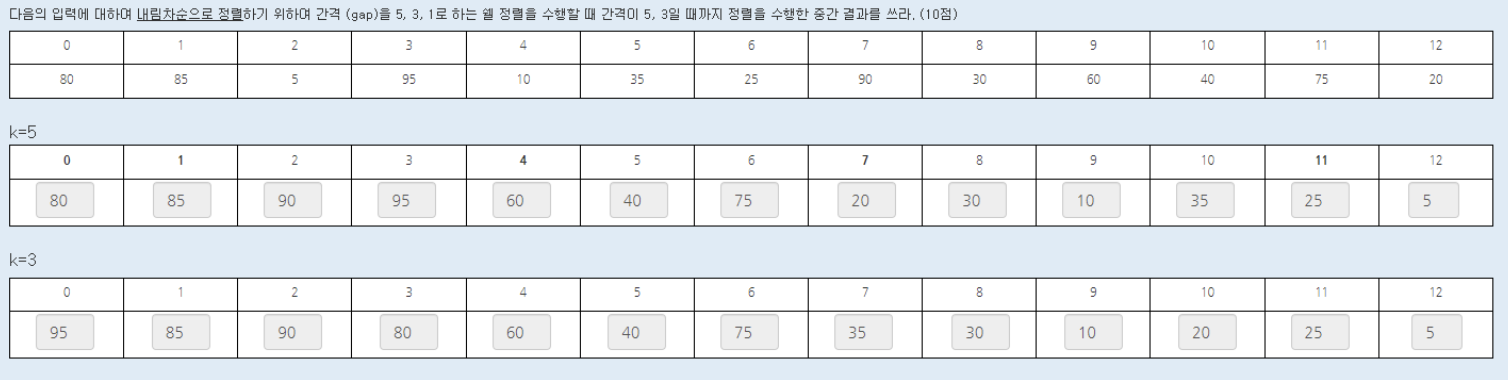 다음의 입력에 대하여 내림차순으로 정렬하기 위하여 간격 (gap)을 5, 3, 1로 하는 쉘 정렬을 수행할 때 간격이 5, 3일 때까지 정렬을 수행한 중간 결과를 쓰라. (10점)
0 1 2 3 4 5 6 7 8 9 10 11 12
80 85 5 95 10 35 25 90 30 60 40 75 20
k=5
0 1 2 3 4 5 6 7 8 9 10 11 12
80 85 90 95 60 40 75 20 30 10 35 25 5
k=3
0 1 2 3 4 5 6 7 8 9 10 11 12
95 85 90 80 60 40 75 35 30 10 20 25 5